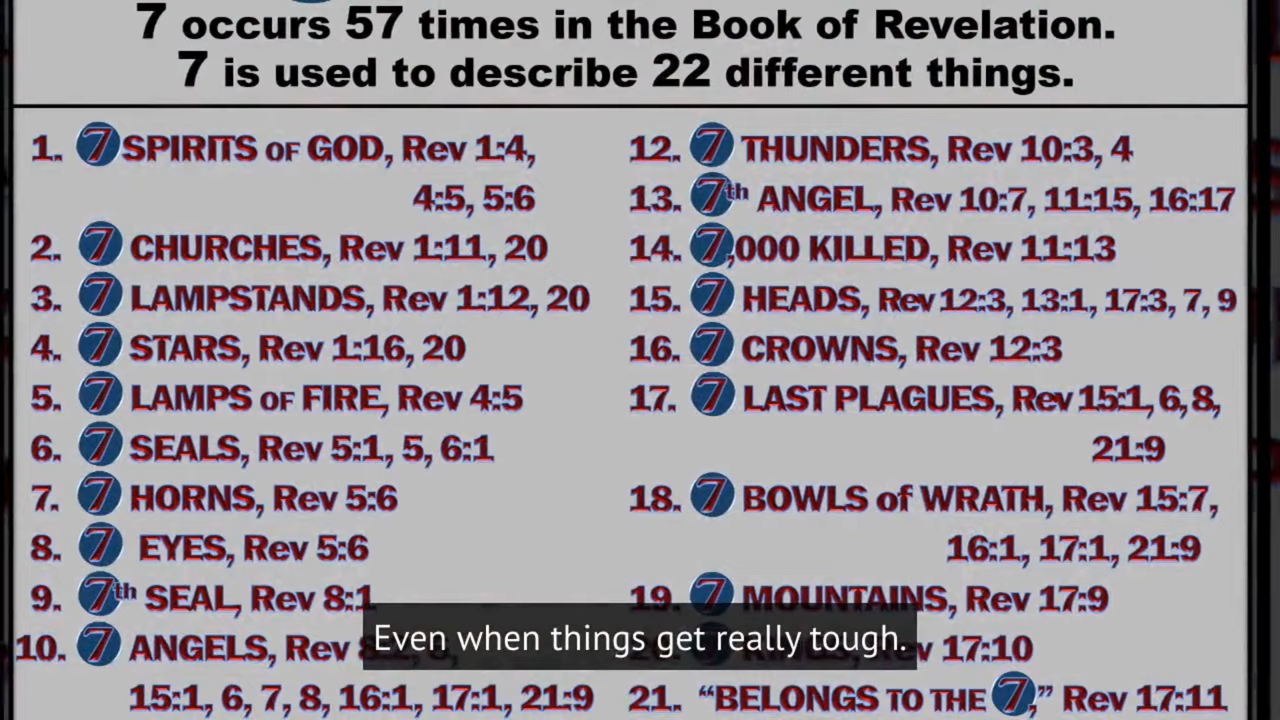 7 occurs 57 times in the Book of Revelation.
7 is used to describe 22 different things.
1. 7 SPIRITS OF GOD, Rev 1:4,
4:5, 5:6
2. 7 CHURCHES, Rev 1:11, 20
3. 7 LAMPSTANDS, Rev 1:12, 20
4. 7 STARS, Rev 1:16, 20
5. 7 LAMPS OF FIRE, Rev 4:5
6. 7 SEALS, Rev 5:1, 5, 6:1
7. 7 HORNS, Rev 5:6
8. 7 EYES, Rev 5:6
9. 7th SEAL, Rev 8:1
10. 7 ANGELS, Rev
15:1, 6, 7, 8, 16:1, 17:1, 21:9
12. 7 THUNDERS, Rev 10:3, 4
13. 7th ANGEL, Rev 10:7, 11:15, 16:17
14. 7,000 KILLED, Rev 11:13
15. 7 HEADS, Rev 12:3, 13:1, 17:3, 7, 9
16. 7 CROWNS, Rev 12:3
17. 7 LAST PLAGUES, Rev 15:1, 6, 8,
21:9
18. 7 BOWLS of WRATH, Rev 15:7,
16:1, 17:1, 21:9
19. 7 MOUNTAINS, Rev 17:9
17:10
21. “BELONGS TO THE 7,” Rev 17:11
Even when things get really tough.